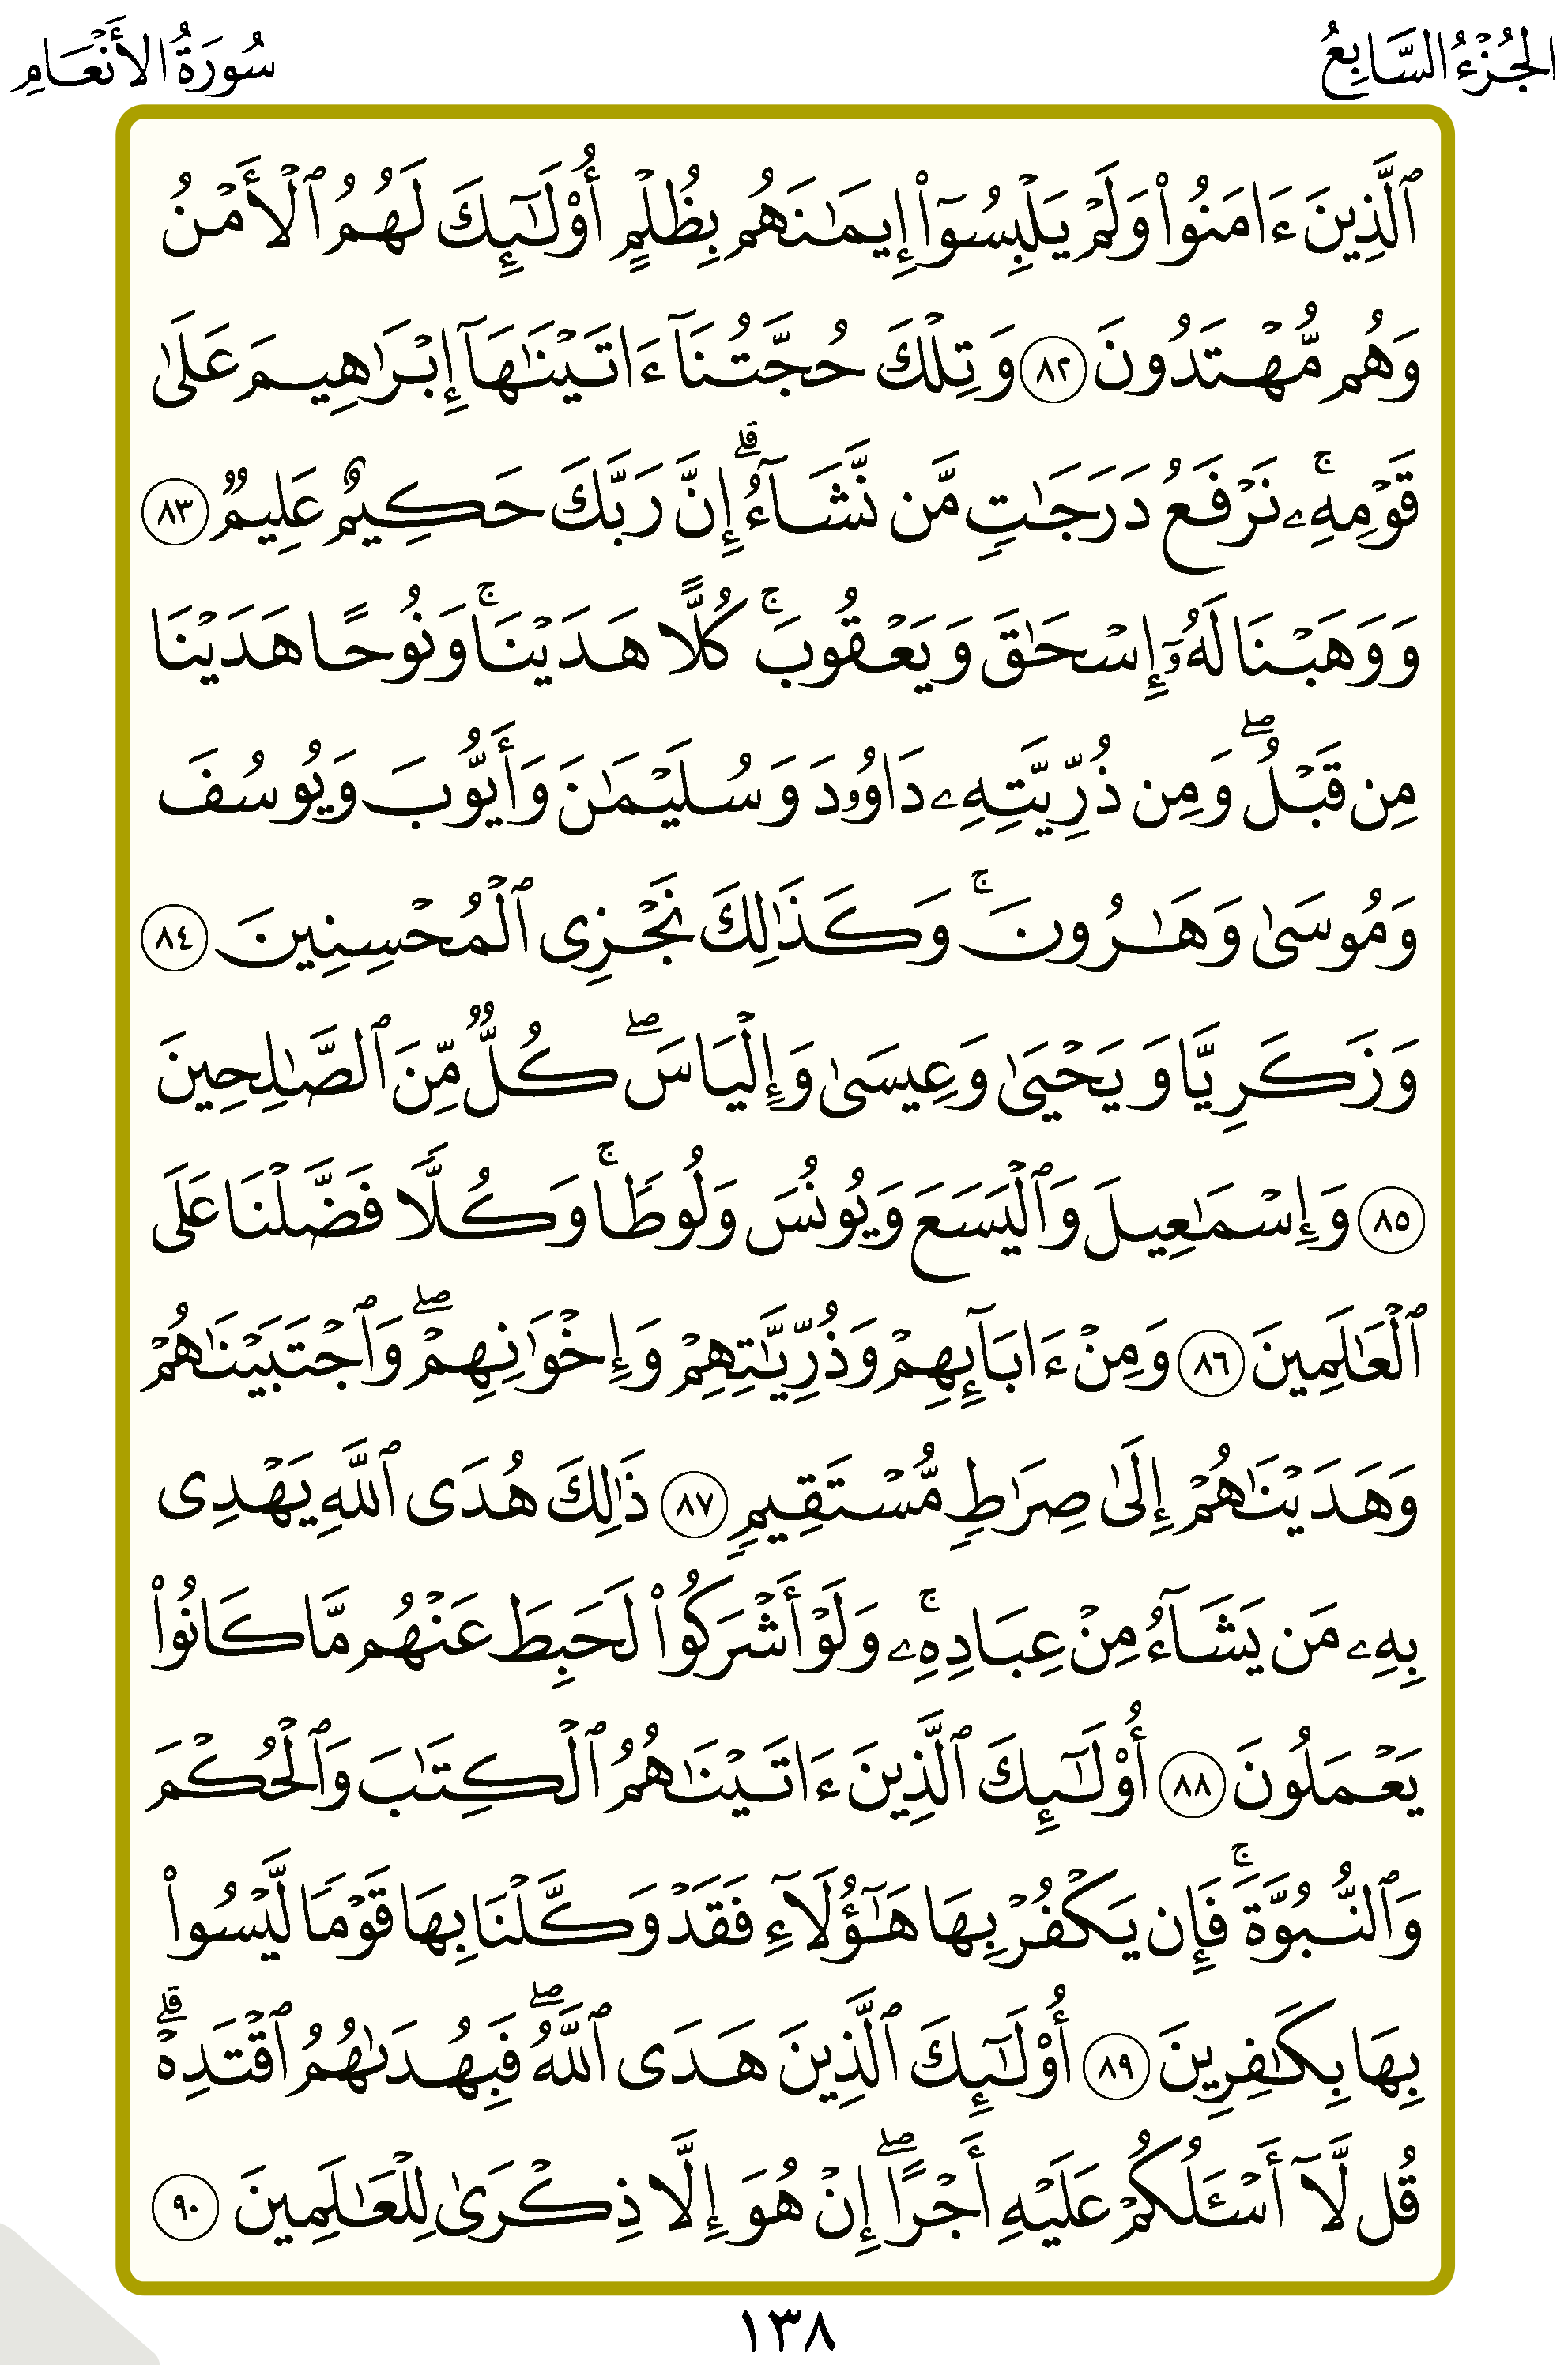 الجُزْءُ السَّابِعُ
سُورَةُ الأَنْعَامِ
ٱلَّذِينَ ءَامَنُوا۟ وَلَمْ يَلْبِسُوٓا۟ إِيمَـٰنَهُم بِظُلْمٍ أُو۟لَـٰٓئِكَ لَهُمُ ٱلْأَمْنُ
وَهُم مُّهْتَدُونَ ٨٢ وَتِلْكَ حُجَّتُنَآ ءَاتَيْنَـٰهَآ إِبْرَٰهِيمَ عَلَىٰ
قَوْمِهِۦۚ نَرْفَعُ دَرَجَـٰتٍ مَّن نَّشَآءُۗ إِنَّ رَبَّكَ حَكِيمٌ عَلِيمٌ ٨٣
وَوَهَبْنَا لَهُۥٓ إِسْحَـٰقَ وَيَعْقُوبَۚ كُلًّا هَدَيْنَاۚ وَنُوحًا هَدَيْنَا
مِن قَبْلُۖ وَمِن ذُرِّيَّتِهِۦ دَاوُۥدَ وَسُلَيْمَـٰنَ وَأَيُّوبَ وَيُوسُفَ
وَمُوسَىٰ وَهَـٰرُونَۚ وَكَذَٰلِكَ نَجْزِى ٱلْمُحْسِنِينَ ٨٤
وَزَكَرِيَّا وَيَحْيَىٰ وَعِيسَىٰ وَإِلْيَاسَۖ كُلٌّ مِّنَ ٱلصَّـٰلِحِينَ
٨٥ وَإِسْمَـٰعِيلَ وَٱلْيَسَعَ وَيُونُسَ وَلُوطًاۚ وَكُلًّا فَضَّلْنَا عَلَى
ٱلْعَـٰلَمِينَ ٨٦ وَمِنْ ءَابَآئِهِمْ وَذُرِّيَّـٰتِهِمْ وَإِخْوَٰنِهِمْۖ وَٱجْتَبَيْنَـٰهُمْ
وَهَدَيْنَـٰهُمْ إِلَىٰ صِرَٰطٍ مُّسْتَقِيمٍ ٨٧ ذَٰلِكَ هُدَى ٱللَّهِ يَهْدِى
بِهِۦ مَن يَشَآءُ مِنْ عِبَادِهِۦۚ وَلَوْ أَشْرَكُوا۟ لَحَبِطَ عَنْهُم مَّا كَانُوا۟
يَعْمَلُونَ ٨٨ أُو۟لَـٰٓئِكَ ٱلَّذِينَ ءَاتَيْنَـٰهُمُ ٱلْكِتَـٰبَ وَٱلْحُكْمَ
وَٱلنُّبُوَّةَۚ فَإِن يَكْفُرْ بِهَا هَـٰٓؤُلَآءِ فَقَدْ وَكَّلْنَا بِهَا قَوْمًا لَّيْسُوا۟
بِهَا بِكَـٰفِرِينَ ٨٩ أُو۟لَـٰٓئِكَ ٱلَّذِينَ هَدَى ٱللَّهُۖ فَبِهُدَىٰهُمُ ٱقْتَدِهْۗ
قُل لَّآ أَسْـَٔلُكُمْ عَلَيْهِ أَجْرًاۖ إِنْ هُوَ إِلَّا ذِكْرَىٰ لِلْعَـٰلَمِينَ ٩٠
١٣٨